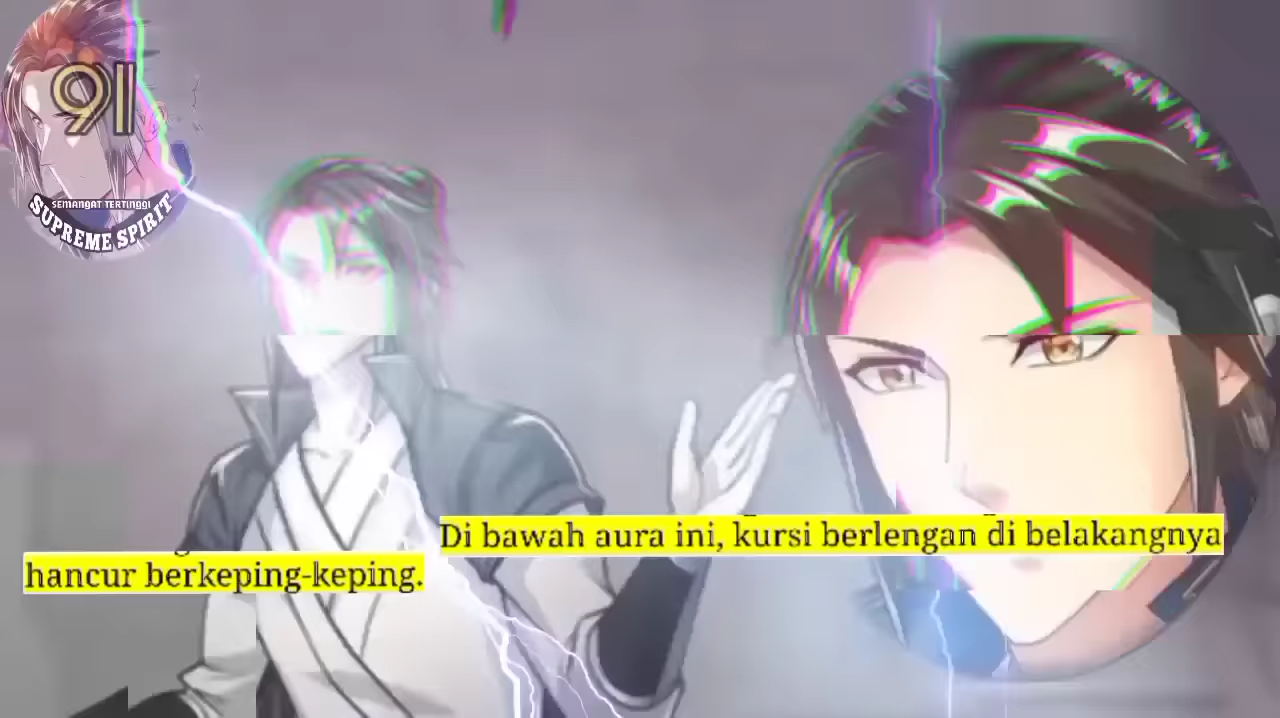 91
SEMANGAT TERTINGGI
SUPREME SPIRIT
Di bawah aura ini, kursi berlengan di belakangnya
hancur berkeping-keping.